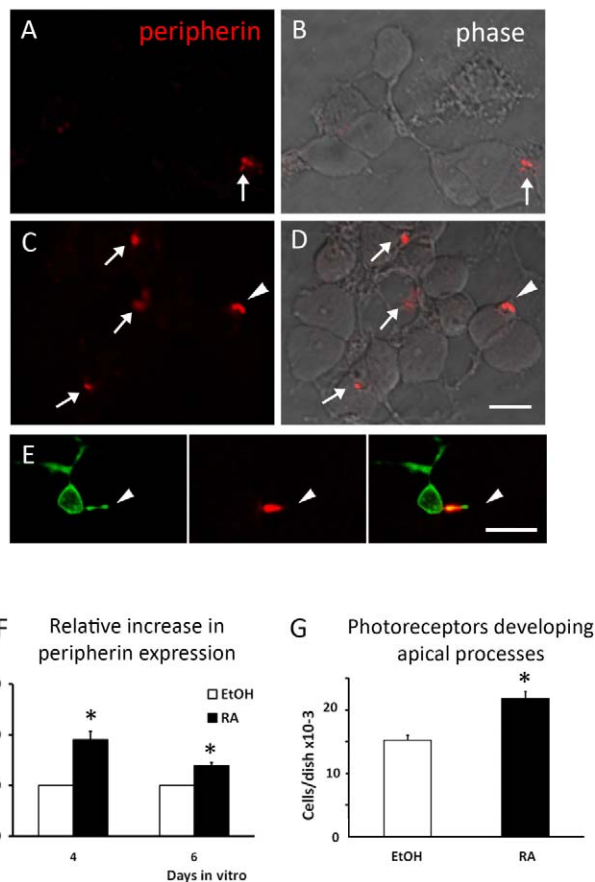 A peripherin
B phase
C
D
E
F Relative increase in
peripherin expression
EtOH
RA
*
*
0
4
6
Days in vitro
G Photoreceptors developing
apical processes
Cells/dish x10-3
20
10
0
*
EtOH
RA